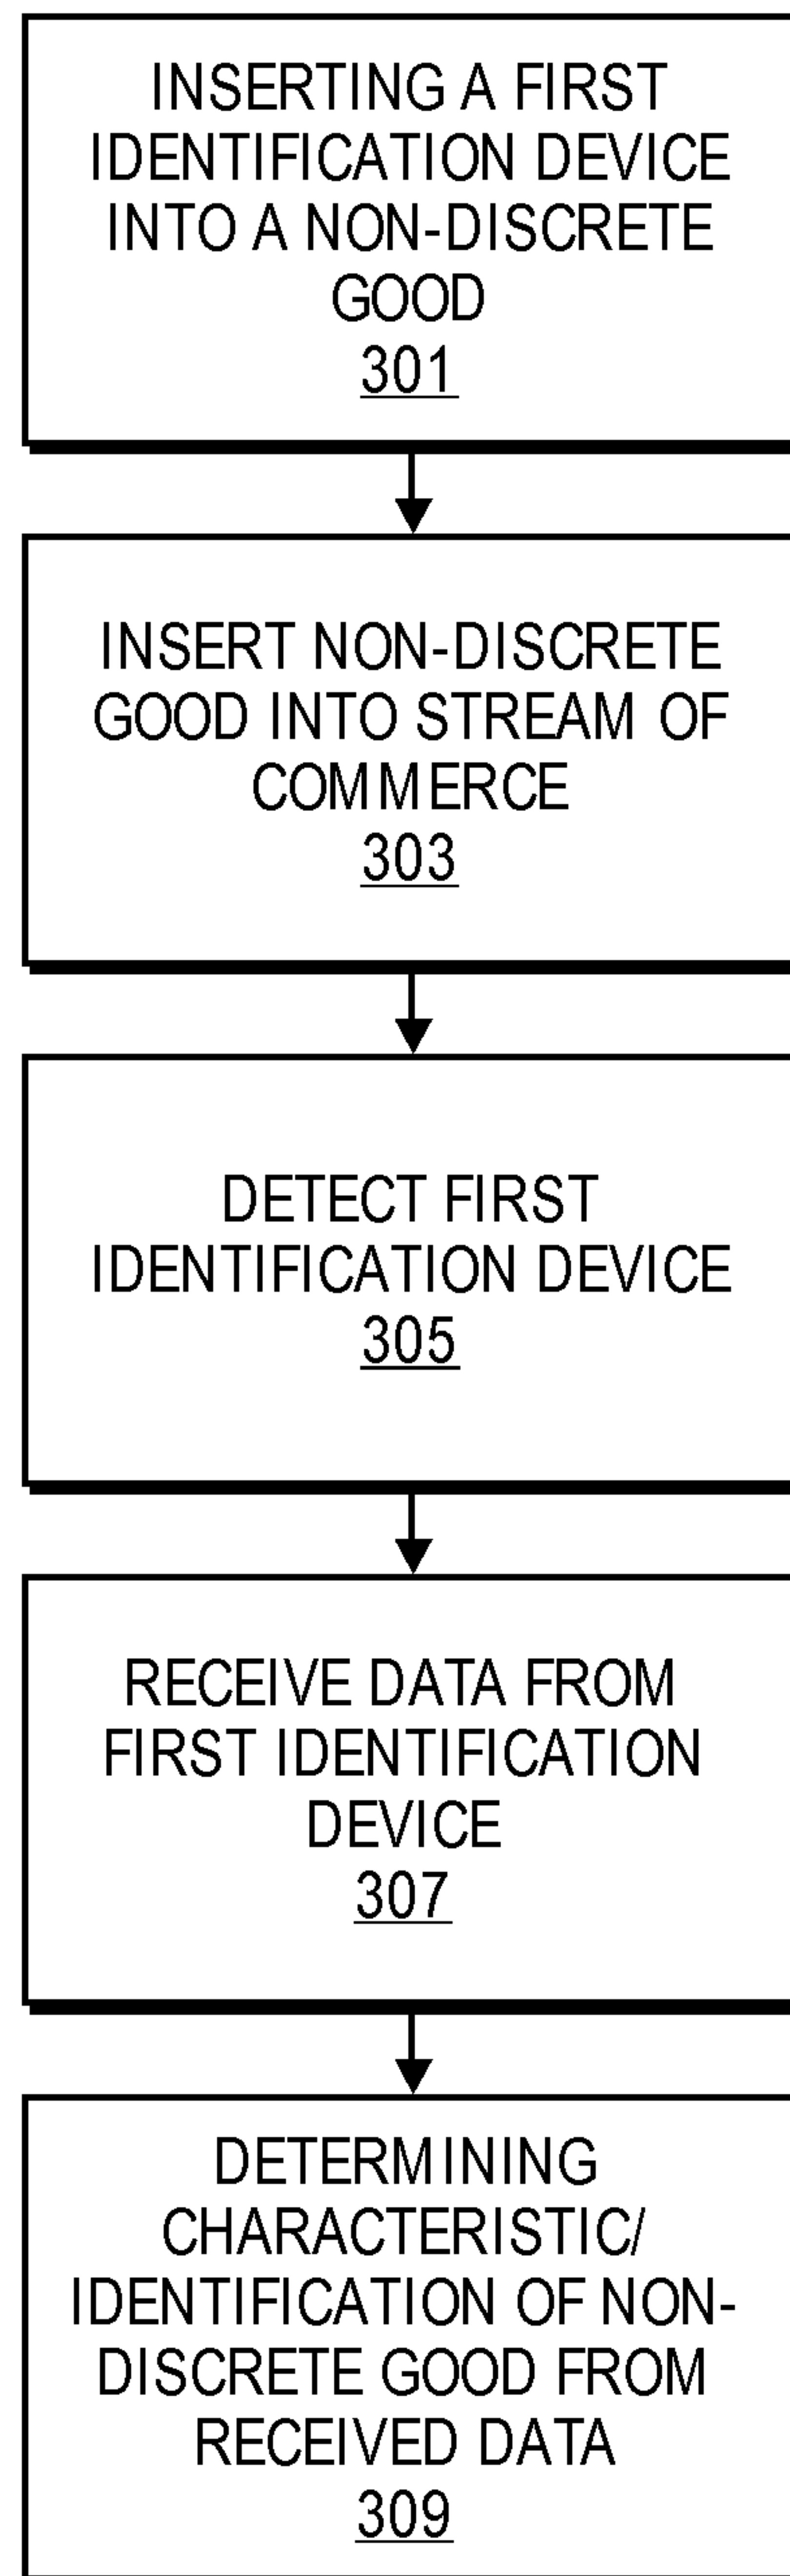 INSERTING A FIRST
IDENTIFICATION DEVICE
INTO A NON-DISCRETE
GOOD
301
INSERT NON-DISCRETE
GOOD INTO STREAM OF
COMMERCE
303
DETECT FIRST
IDENTIFICATION DEVICE
305
RECEIVE DATA FROM
FIRST IDENTIFICATION
DEVICE
307
DETERMINING
CHARACTERISTIC/
IDENTIFICATION OF NON-
DISCRETE GOOD FROM
RECEIVED DATA
309